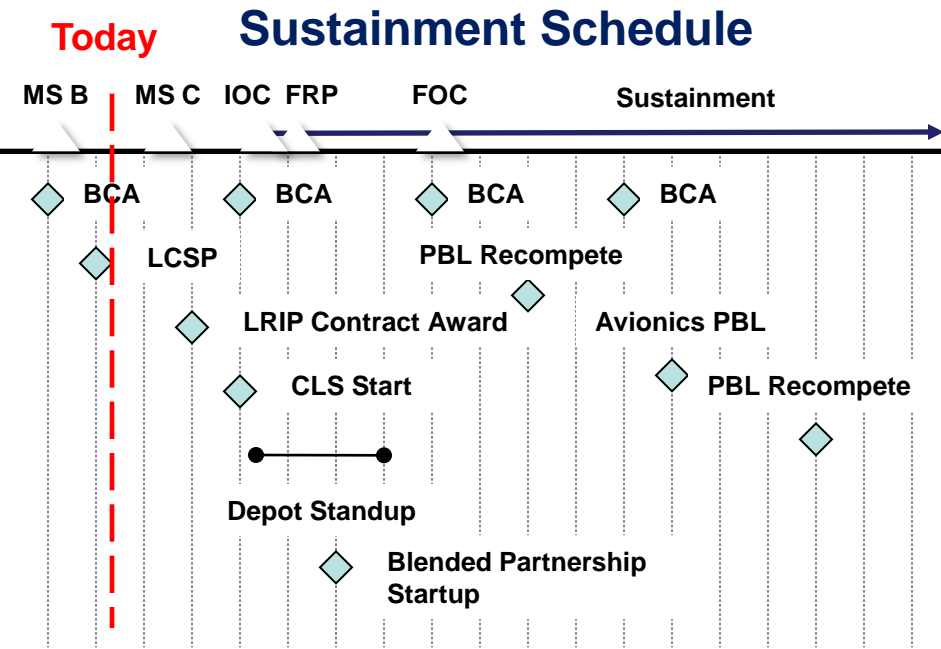 Sustainment Schedule
Today
MS B
MS C
IOC
FRP
FOC
Sustainment
BCA
BCA
BCA
BCA
LCSP
PBL Recompete
LRIP Contract Award
Avionics PBL
CLS Start
PBL Recompete
Depot Standup
Blended Partnership
Startup